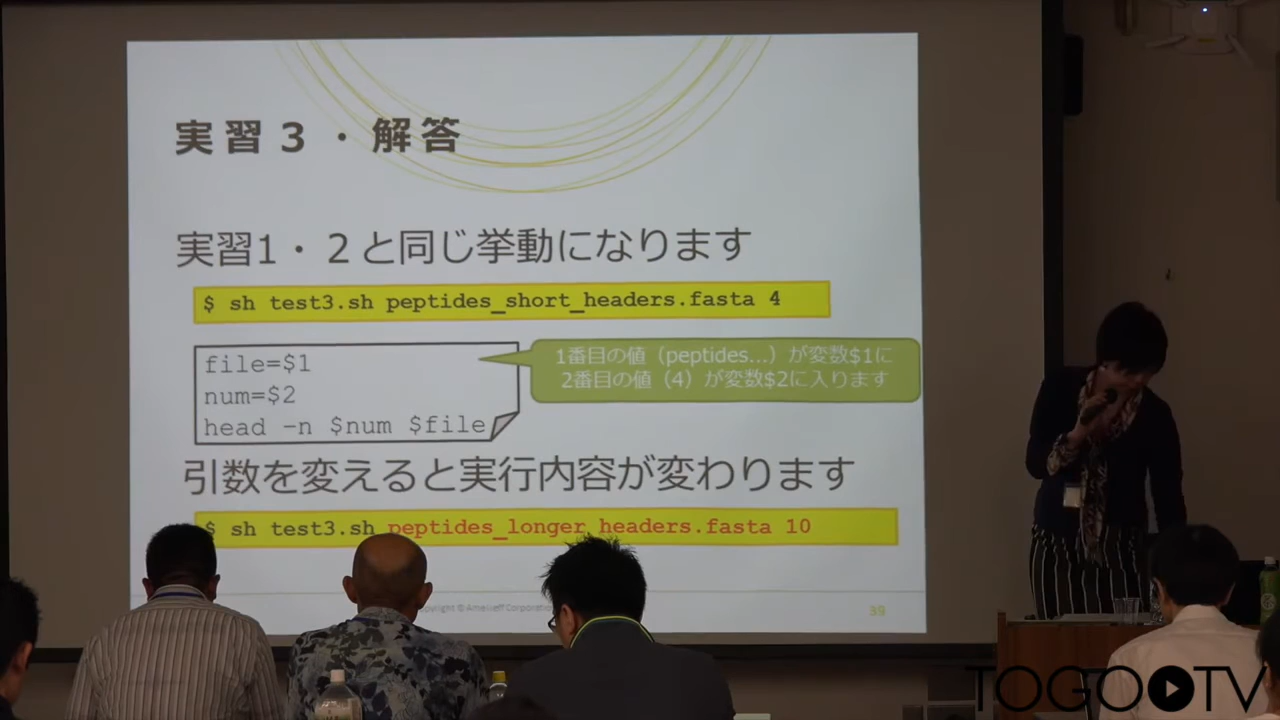 実習３・解答
実習1・２と同じ挙動になります
$ sh test3.sh peptides_short_headers.fasta 4
file=$1
num=$2
head –n $num $file
1番目の値（peptides...）が変数$1に
2番目の値（4）が変数$2に入ります
引数を変えると実行内容が変わります
$ sh test3.sh peptides_longer_headers.fasta 10
39
TOGOTV